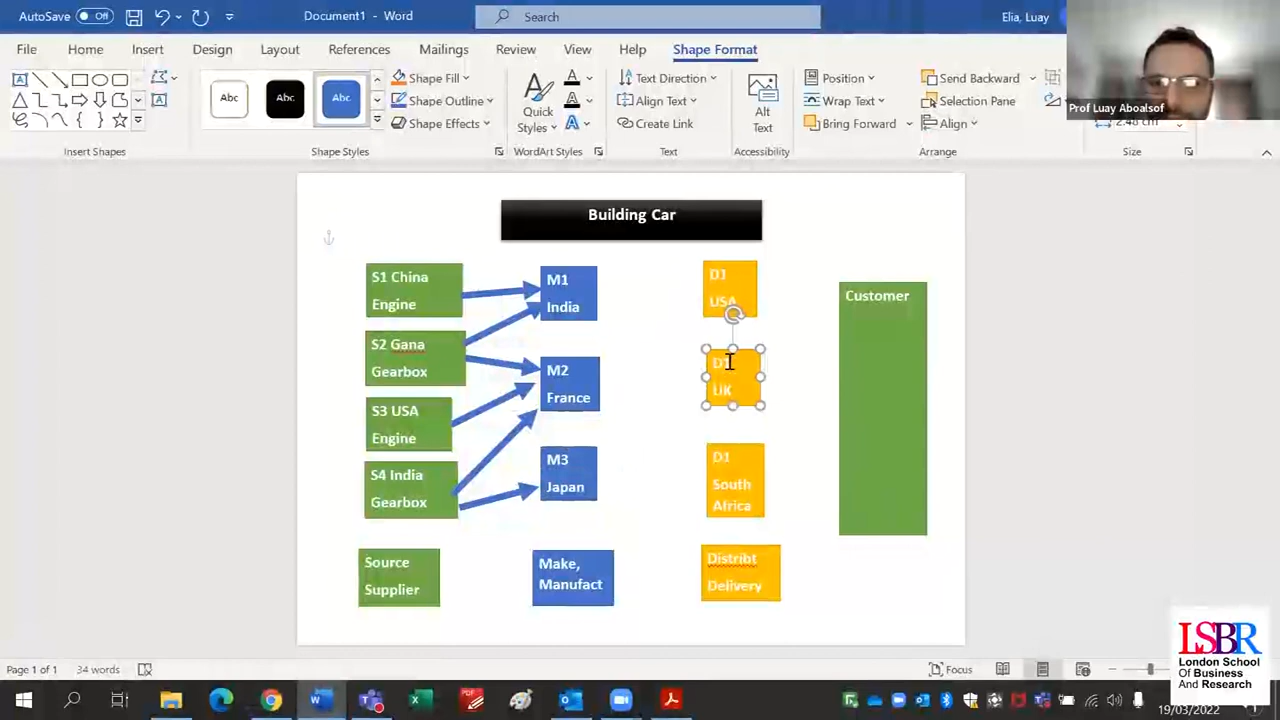 AutoSave Off Document1 - Word Search Elia, Luay
File Home Insert Design Layout References Mailings Review View Help Shape Format
Shape Fill
Shape Outline
Shape Effects
Abc Abc Abc
Quick
Styles
Text Direction
Align Text
Create Link
Alt
Text
Position
Wrap Text
Bring Forward
Send Backward
Selection Pane
Align
Prof Luay Aboalsof
2.48 cm
Insert Shapes Shape Styles WordArt Styles Text Accessibility Arrange Size
Building Car
S1 China
Engine
S2 Gana
Gearbox
S3 USA
Engine
S4 India
Gearbox
Source
Supplier
M1
India
M2
France
M3
Japan
Make,
Manufact
D1
USA
D1
UK
D1
South
Africa
Distribt
Delivery
Customer
LSBR
London School
Of Business
And Research
Page 1 of 1 34 words Focus
19/03/2022